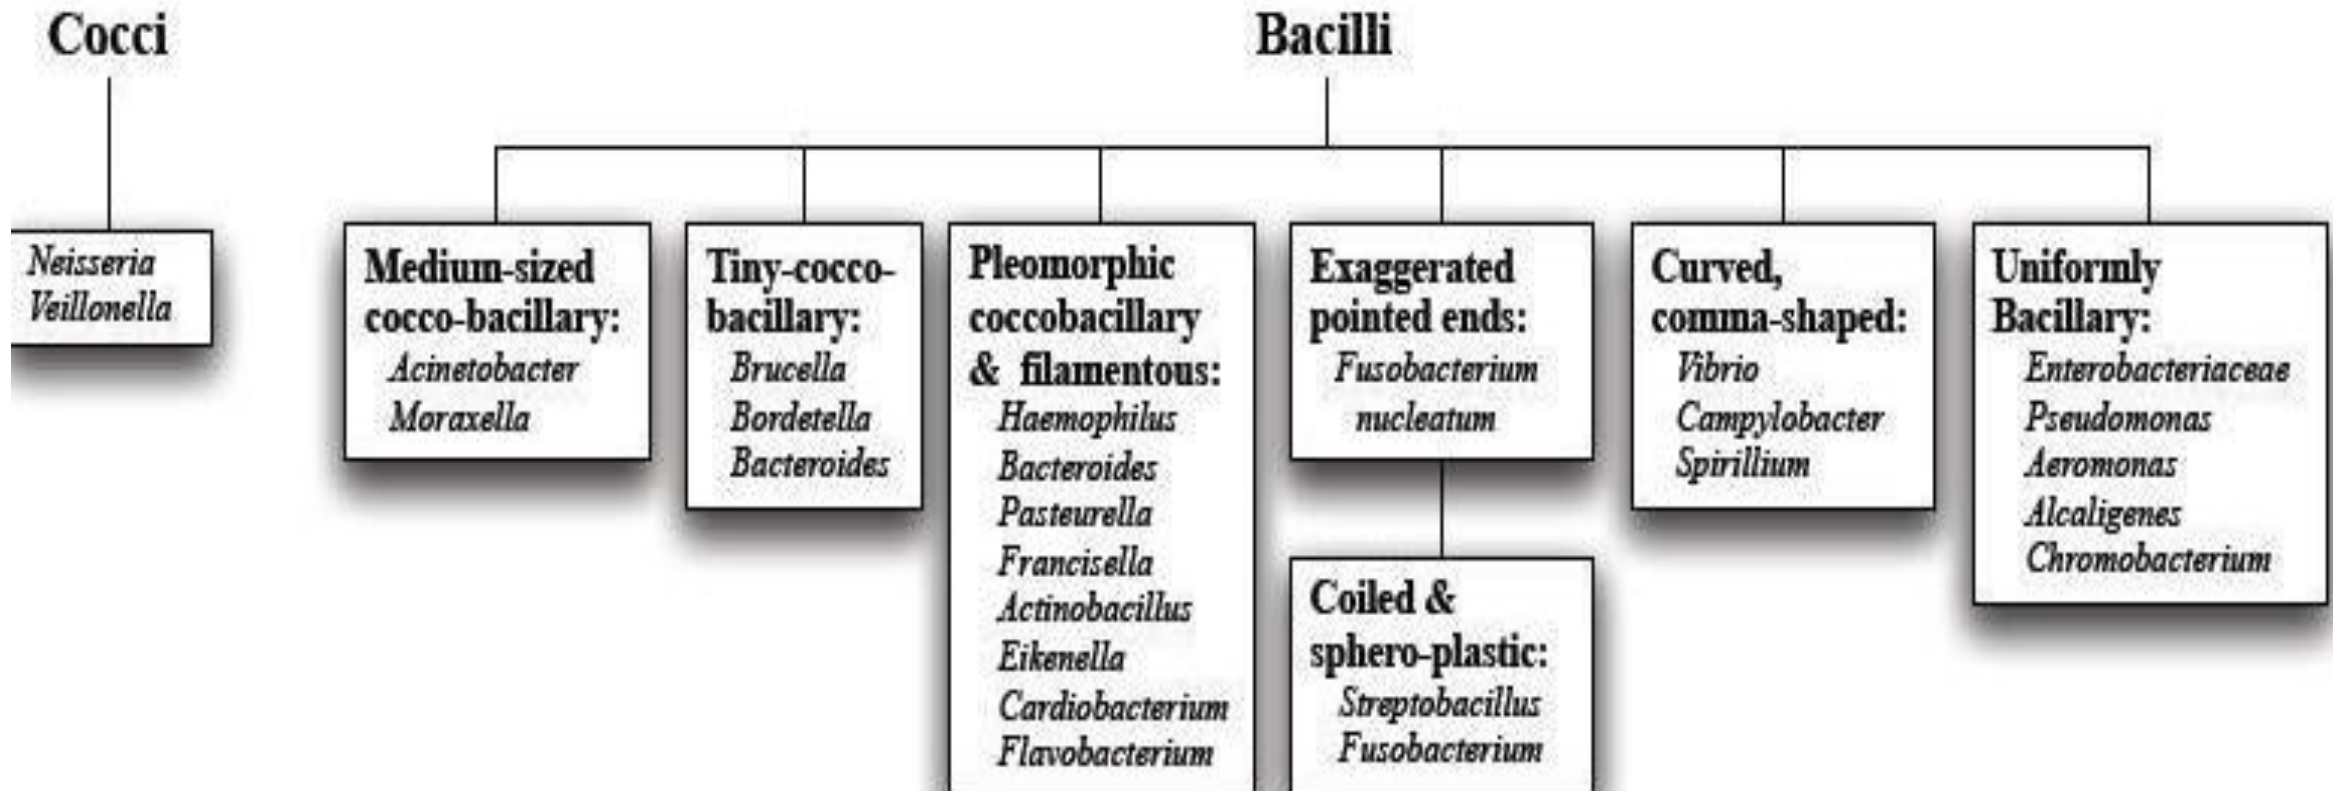 Cocci
Neisseria
Veillonella
Bacilli
Medium-sized
cocco-bacillary:
Acinetobacter
Moraxella
Tiny-cocco-
bacillary:
Brucella
Bordetella
Bacteroides
Pleomorphic
coccobacillary
& filamentous:
Haemophilus
Bacteroides
Pasteurella
Francisella
Actinobacillus
Eikenella
Cardiobacterium
Flavobacterium
Exaggerated
pointed ends:
Fusobacterium
nucleatum
Coiled &
sphero-plastic:
Streptobacillus
Fusobacterium
Curved,
comma-shaped:
Vibrio
Campylobacter
Spirillium
Uniformly
Bacillary:
Enterobacteriaceae
Pseudomonas
Aeromonas
Alcaligenes
Chromobacterium